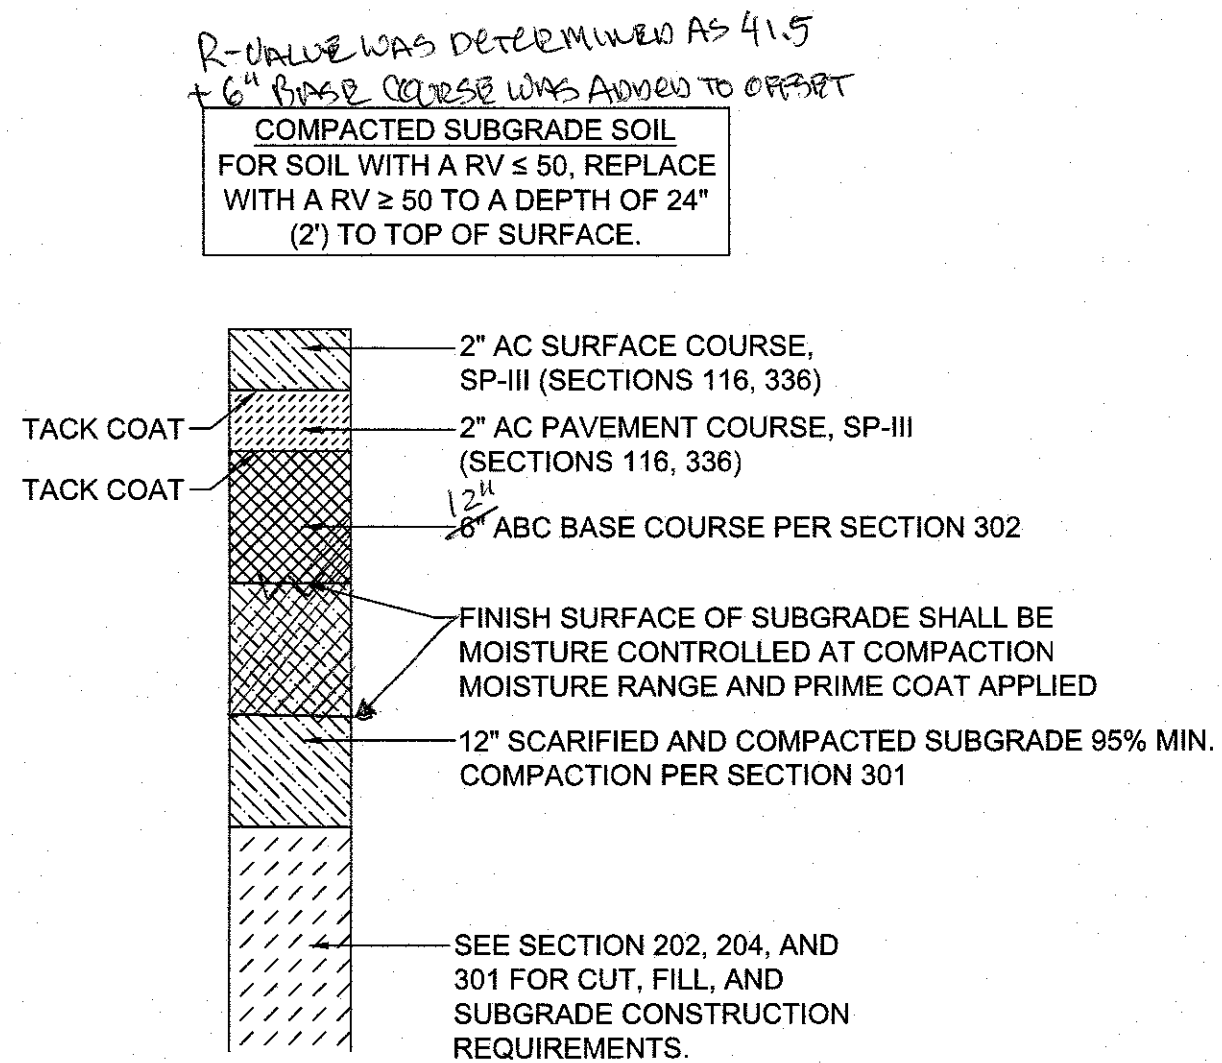 R-VALUE WAS DETERMINED AS 41.5
+ 6" BASE COURSE WAS ADDED TO OFFSET
COMPACTED SUBGRADE SOIL
FOR SOIL WITH A RV ≤ 50, REPLACE
WITH A RV ≥ 50 TO A DEPTH OF 24"
(2') TO TOP OF SURFACE.
2" AC SURFACE COURSE,
SP-III (SECTIONS 116, 336)
TACK COAT
2" AC PAVEMENT COURSE, SP-III
(SECTIONS 116, 336)
TACK COAT
12"
6" ABC BASE COURSE PER SECTION 302
FINISH SURFACE OF SUBGRADE SHALL BE
MOISTURE CONTROLLED AT COMPACTION
MOISTURE RANGE AND PRIME COAT APPLIED
12" SCARIFIED AND COMPACTED SUBGRADE 95% MIN.
COMPACTION PER SECTION 301
SEE SECTION 202, 204, AND
301 FOR CUT, FILL, AND
SUBGRADE CONSTRUCTION
REQUIREMENTS.